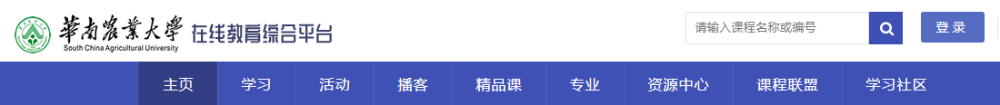 華南農業大學 在线教育综合平台
South China Agricultural University
请输入课程名称或编号
登录
主页 学习 活动 播客 精品课 专业 资源中心 课程联盟 学习社区